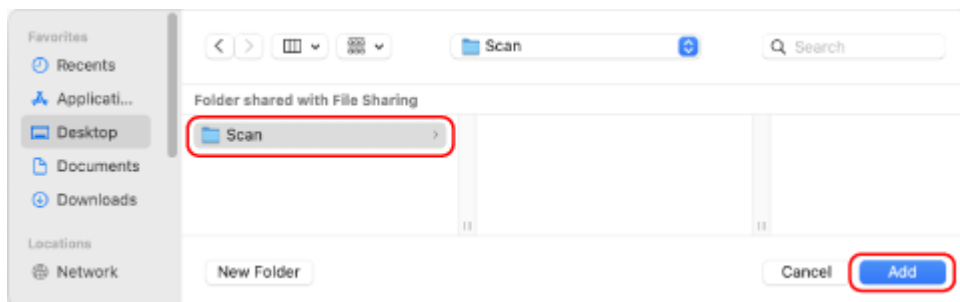 Favorites
Recents
Applicati...
Desktop
Documents
Downloads
Locations
Network
Scan
Search
Folder shared with File Sharing
Scan
New Folder
Cancel
Add